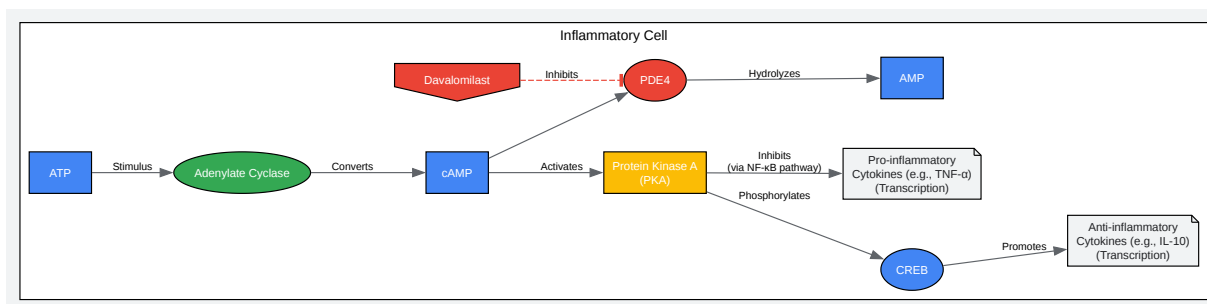 Inflammatory Cell
Davalomilast
Inhibits
PDE4
Hydrolyzes
AMP
ATP
Stimulus
Adenylate Cyclase
Converts
cAMP
Activates
Protein Kinase A
(PKA)
Inhibits
(via NF-κB pathway)
Pro-inflammatory
Cytokines (e.g., TNF-α)
(Transcription)
Phosphorylates
CREB
Promotes
Anti-inflammatory
Cytokines (e.g., IL-10)
(Transcription)